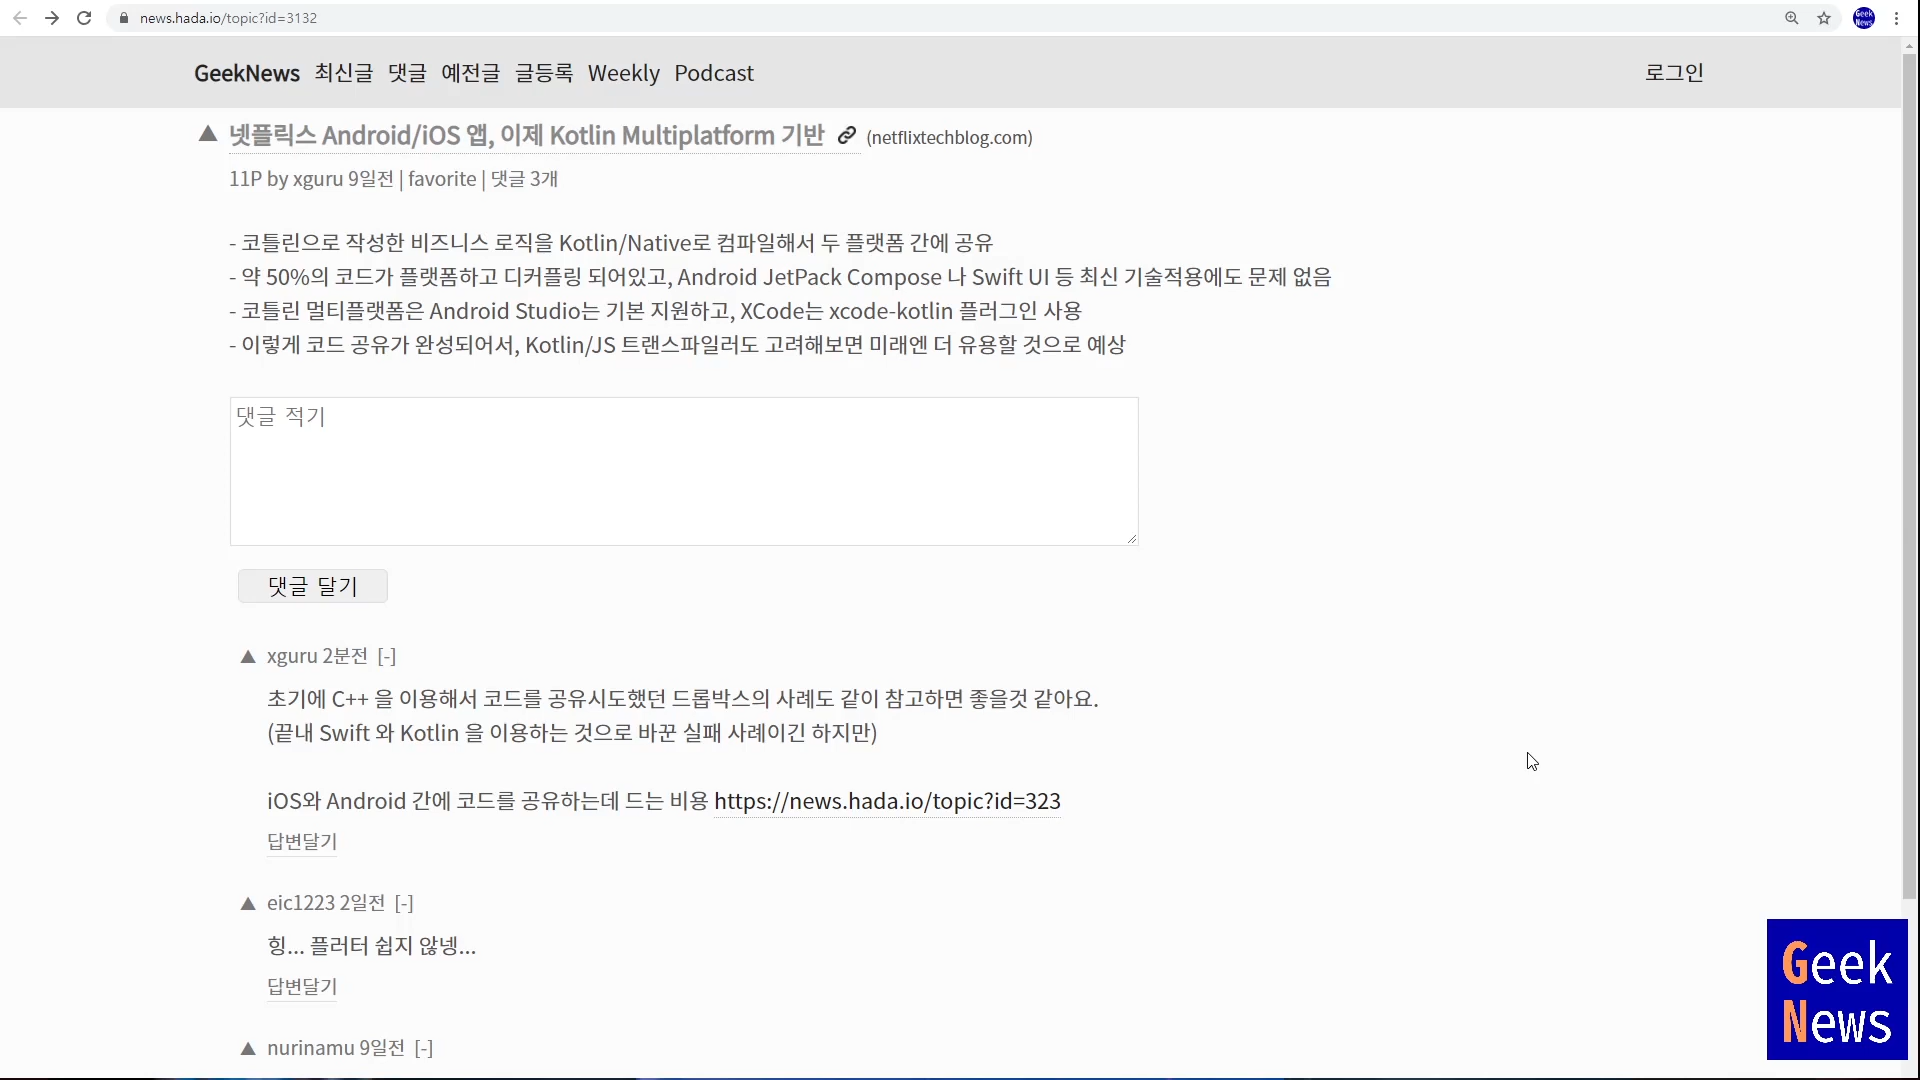 news.hada.io/topic?id=3132
Geek News
GeekNews 최신글 댓글 예전글 글등록 Weekly Podcast 로그인
▲ 넷플릭스 Android/iOS 앱, 이제 Kotlin Multiplatform 기반 (netflixtechblog.com)
11P by xguru 9일전 | favorite | 댓글 3개
- 코틀린으로 작성한 비즈니스 로직을 Kotlin/Native로 컴파일해서 두 플랫폼 간에 공유
- 약 50%의 코드가 플랫폼하고 디커플링 되어있고, Android JetPack Compose 나 Swift UI 등 최신 기술적용에도 문제 없음
- 코틀린 멀티플랫폼은 Android Studio는 기본 지원하고, XCode는 xcode-kotlin 플러그인 사용
- 이렇게 코드 공유가 완성되어서, Kotlin/JS 트랜스파일러도 고려해보면 미래엔 더 유용할 것으로 예상
댓글 적기
댓글 달기
▲ xguru 2분전 [-]
초기에 C++ 을 이용해서 코드를 공유시도했던 드롭박스의 사례도 같이 참고하면 좋을것 같아요.
(끝내 Swift 와 Kotlin 을 이용하는 것으로 바꾼 실패 사례이긴 하지만)
iOS와 Android 간에 코드를 공유하는데 드는 비용 https://news.hada.io/topic?id=323
답변달기
▲ eic1223 2일전 [-]
힝... 플러터 쉽지 않넹...
답변달기
▲ nurinamu 9일전 [-]
Geek
News